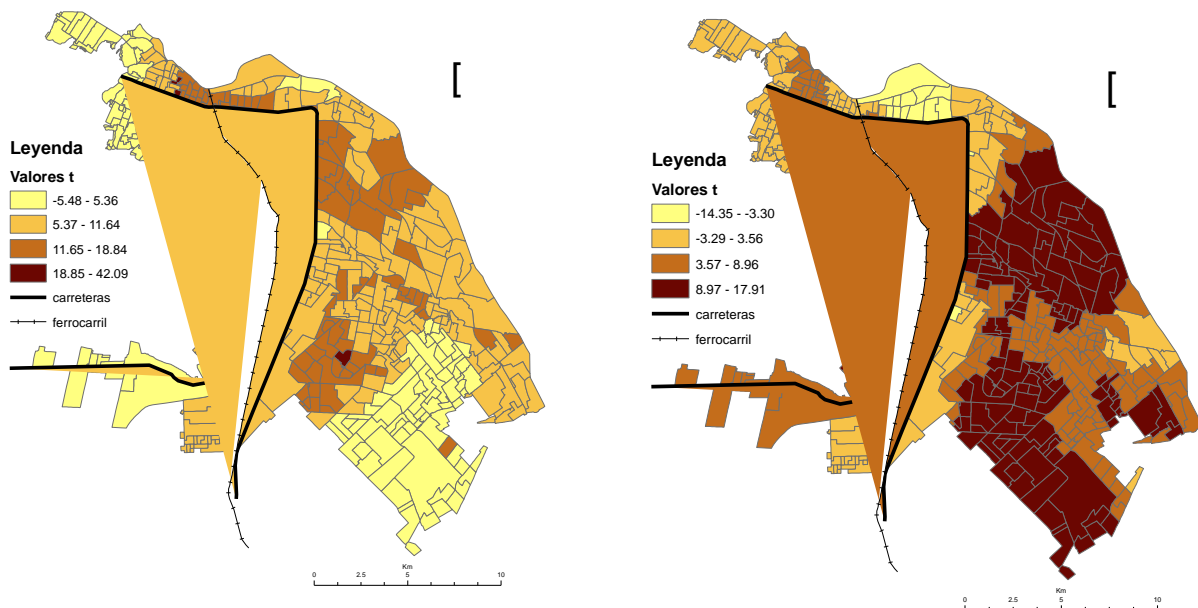 [
Leyenda
Valores t
-5.48 - 5.36
5.37 - 11.64
11.65 - 18.84
18.85 - 42.09
carreteras
ferrocarril
Km
0 2.5 5 10
[
Leyenda
Valores t
-14.35 - -3.30
-3.29 - 3.56
3.57 - 8.96
8.97 - 17.91
carreteras
ferrocarril
Km
0 2.5 5 10